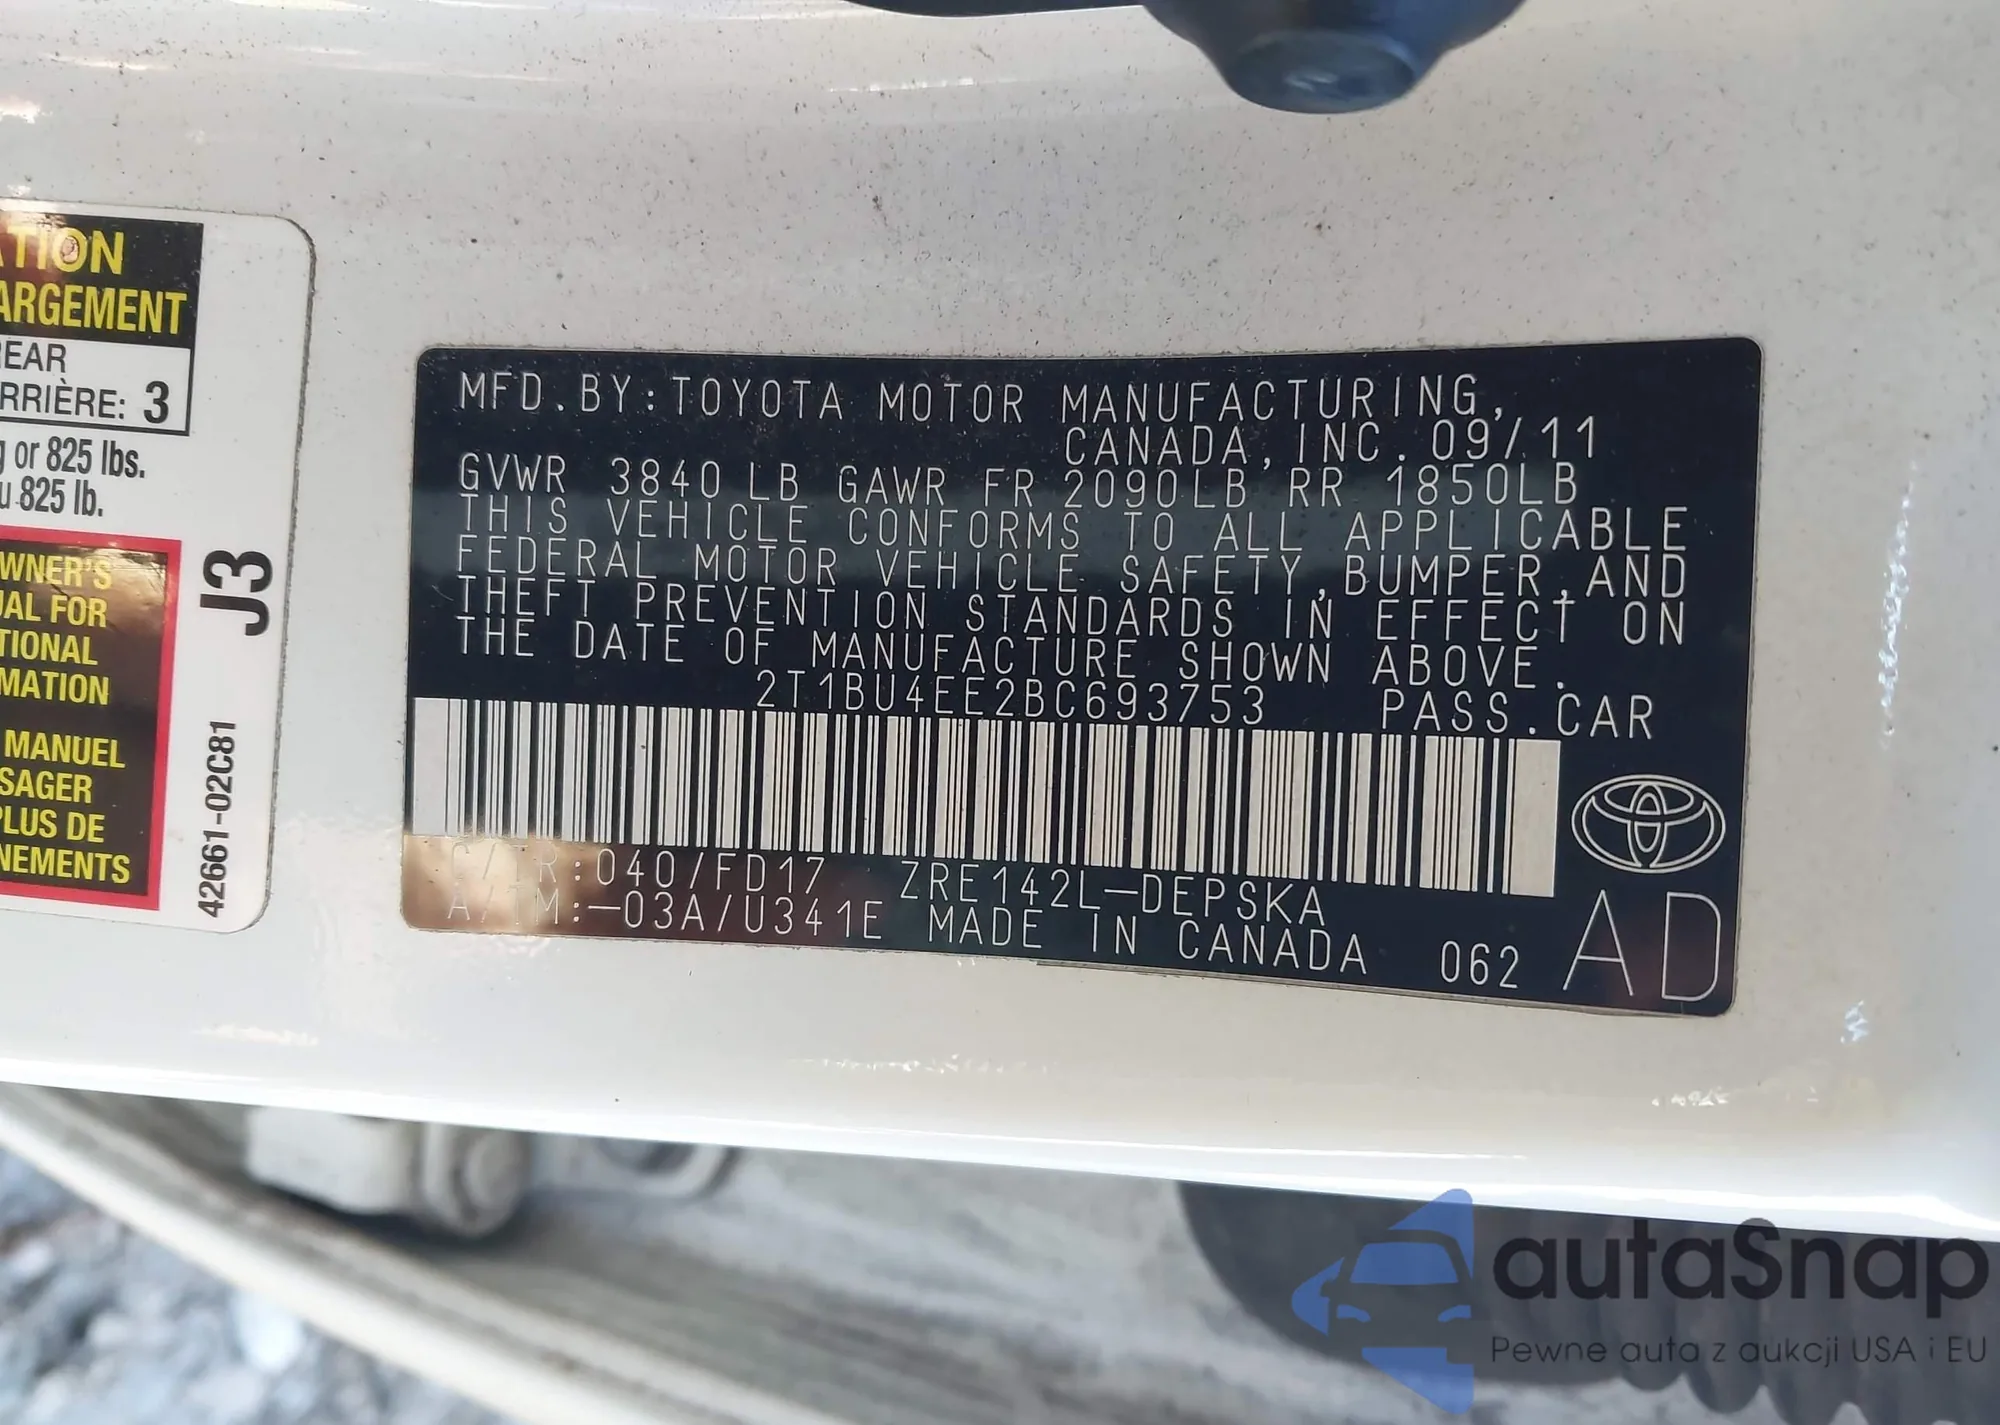 ATION
ARGEMENT
REAR
ARRIÈRE: 3
g or 825 lbs.
u 825 lb.
WNER'S
UAL FOR
TIONAL
MATION
MANUEL
SAGER
PLUS DE
NEMENTS
J3
42661-02C81
MFD.BY:TOYOTA MOTOR MANUFACTURING,
CANADA,INC.09/11
GVWR 3840 LB GAWR FR 2090LB RR 1850LB
THIS VEHICLE CONFORMS TO ALL APPLICABLE
FEDERAL MOTOR VEHICLE SAFETY,BUMPER,AND
THEFT PREVENTION STANDARDS IN EFFECT ON
THE DATE OF MANUFACTURE SHOWN ABOVE.
2T1BU4EE2BC693753 PASS.CAR
C/TR:040/FD17 ZRE142L-DEPSKA
A/TM:-03A/U341E MADE IN CANADA 062 AD
autaSnap
Pewne auta z aukcji USA i EU